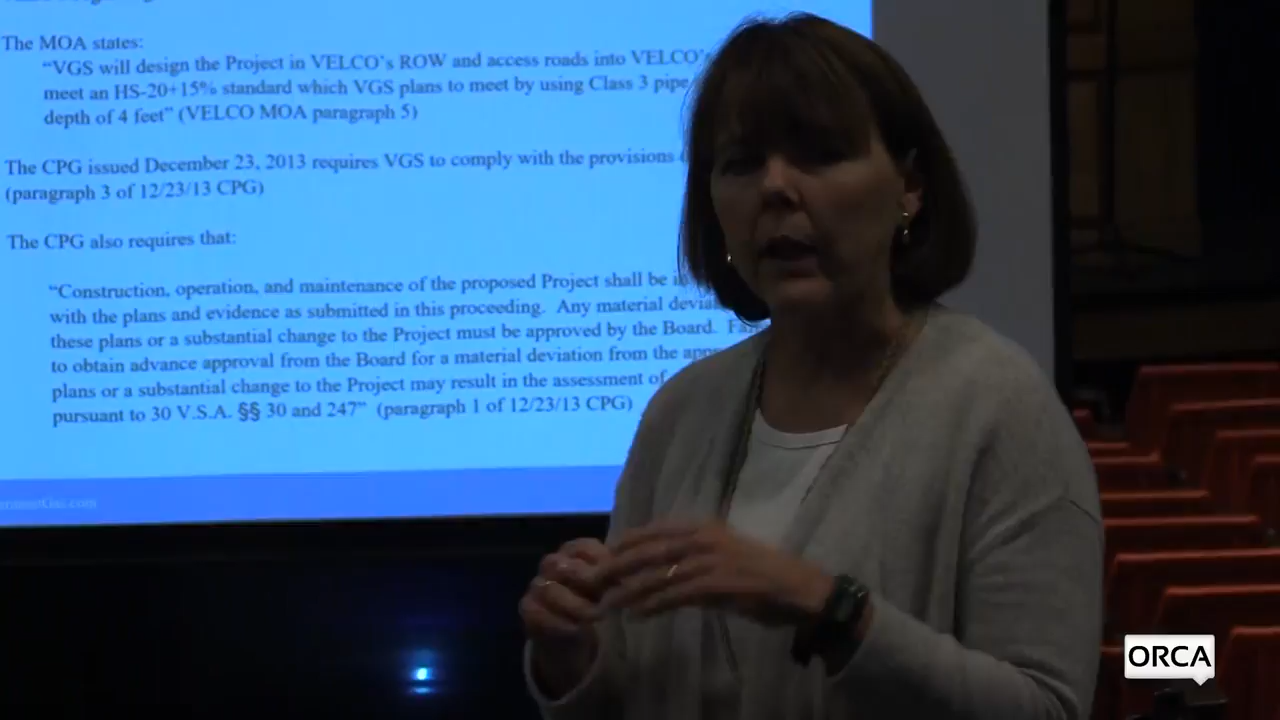 The MOA states:
“VGS will design the Project in VELCO’s ROW and access roads into VELCO’
meet an HS-20+15% standard which VGS plans to meet by using Class 3 pipe
depth of 4 feet” (VELCO MOA paragraph 5)
The CPG issued December 23, 2013 requires VGS to comply with the provisions
(paragraph 3 of 12/23/13 CPG)
The CPG also requires that:
“Construction, operation, and maintenance of the proposed Project shall be
with the plans and evidence as submitted in this proceeding. Any material
these plans or a substantial change to the Project must be approved by the Board.
to obtain advance approval from the Board for a material deviation from the
plans or a substantial change to the Project may result in the assessment of
pursuant to 30 V.S.A. §§ 30 and 247” (paragraph 1 of 12/23/13 CPG)
ORCA